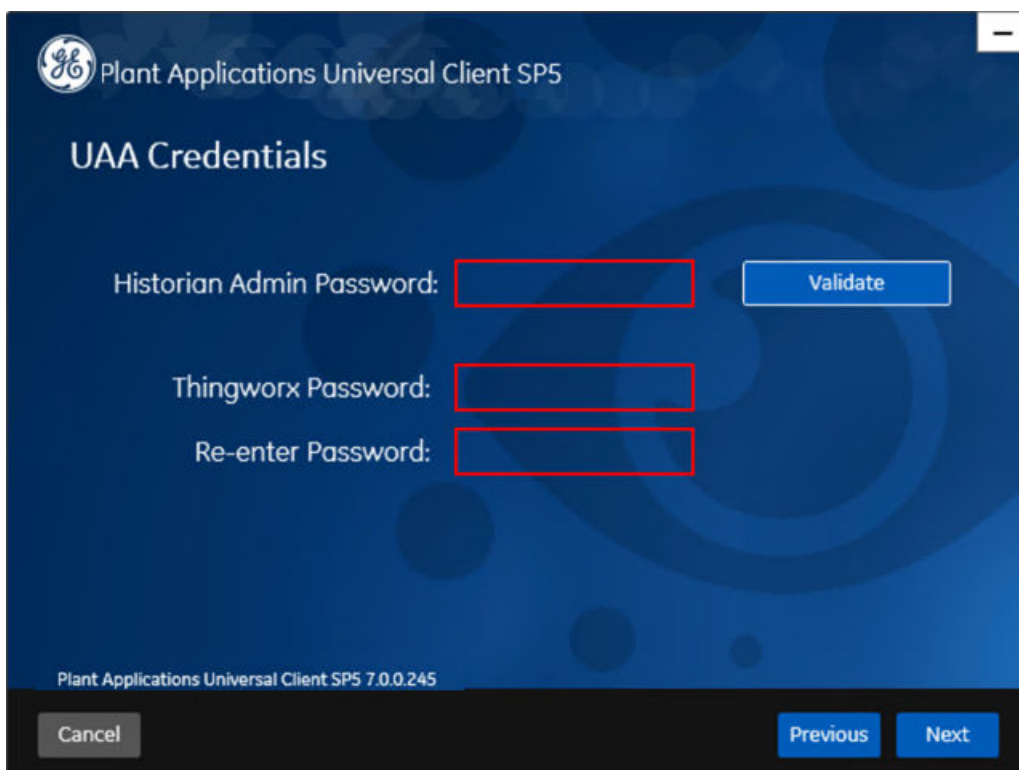 Plant Applications Universal Client SP5
UAA Credentials
Historian Admin Password:
Validate
Thingworx Password:
Re-enter Password:
Plant Applications Universal Client SP5 7.0.0.245
Cancel
Previous
Next